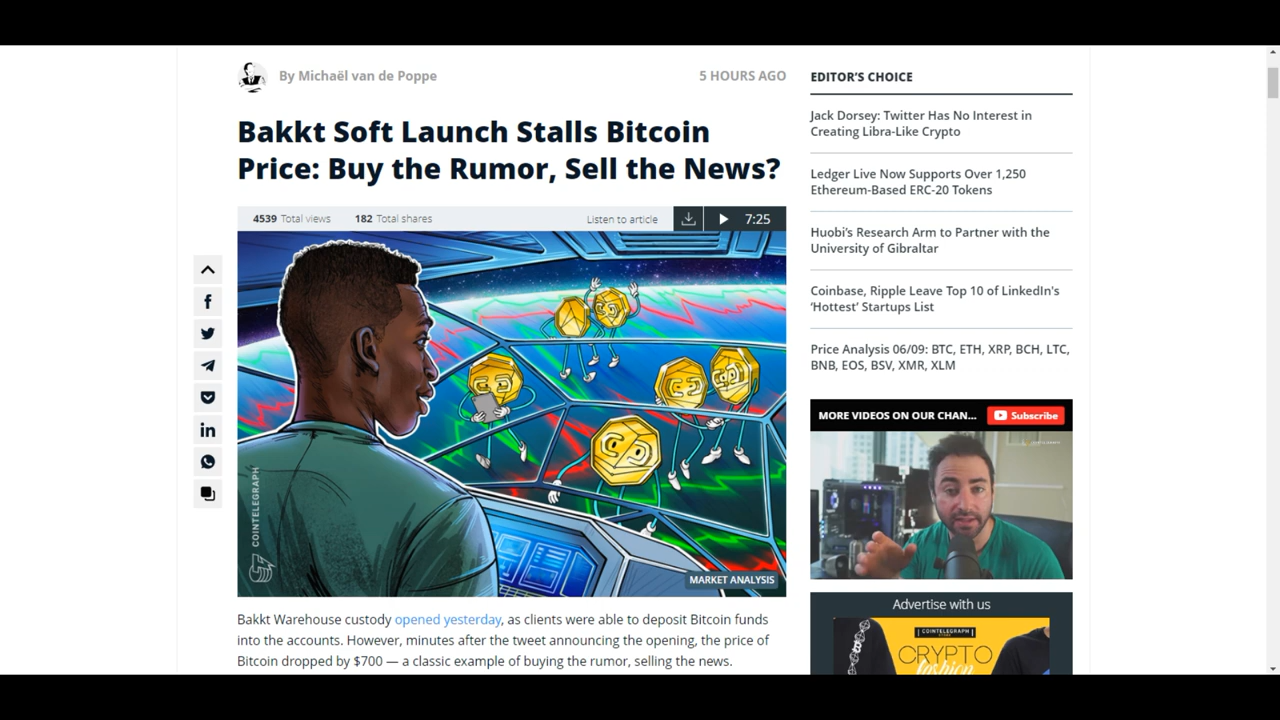 By Michaël van de Poppe
5 HOURS AGO
Bakkt Soft Launch Stalls Bitcoin
Price: Buy the Rumor, Sell the News?
4539 Total views
182 Total shares
Listen to article
7:25
COINTELEGRAPH
MARKET ANALYSIS
Bakkt Warehouse custody opened yesterday, as clients were able to deposit Bitcoin funds
into the accounts. However, minutes after the tweet announcing the opening, the price of
Bitcoin dropped by $700 — a classic example of buying the rumor, selling the news.
EDITOR'S CHOICE
Jack Dorsey: Twitter Has No Interest in
Creating Libra-Like Crypto
Ledger Live Now Supports Over 1,250
Ethereum-Based ERC-20 Tokens
Huobi's Research Arm to Partner with the
University of Gibraltar
Coinbase, Ripple Leave Top 10 of LinkedIn's
'Hottest' Startups List
Price Analysis 06/09: BTC, ETH, XRP, BCH, LTC,
BNB, EOS, BSV, XMR, XLM
MORE VIDEOS ON OUR CHAN...
Subscribe
COINTELEGRAPH
Advertise with us
COINTELEGRAPH
CRYPTO
fashion